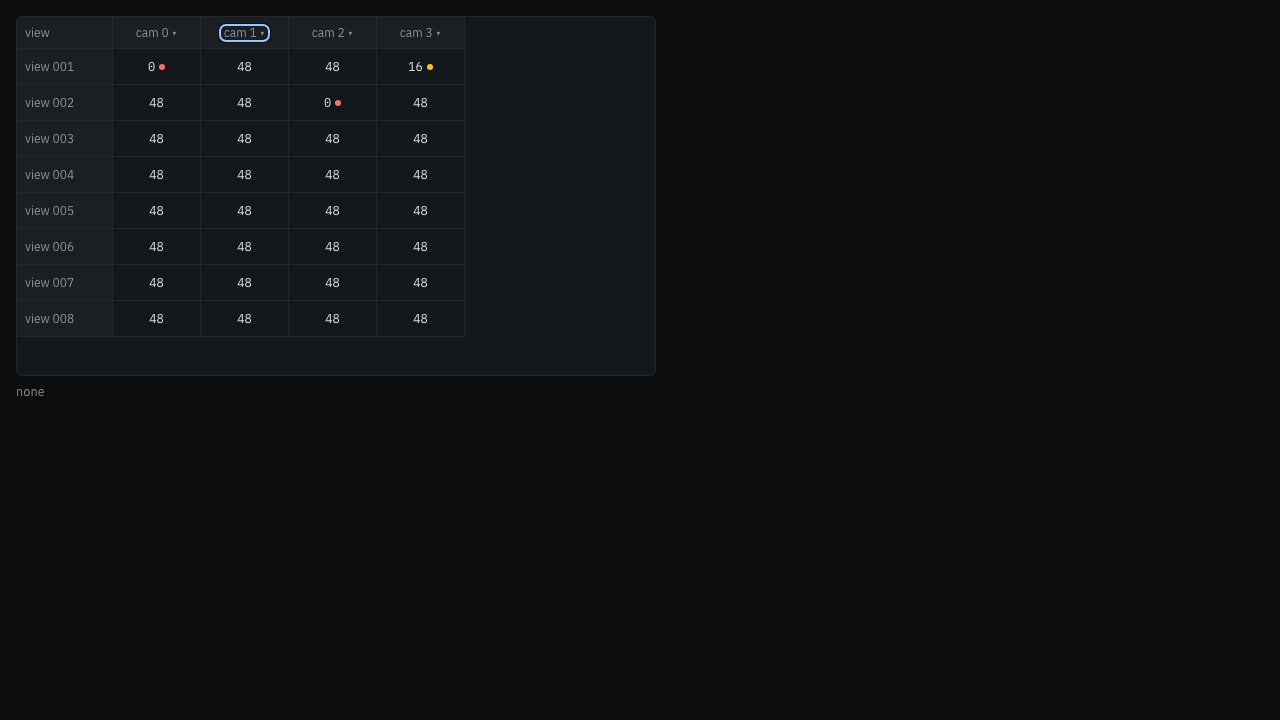 view cam 0 ▾ cam 1 ▾ cam 2 ▾ cam 3 ▾
view 001 0 48 48 16
view 002 48 48 0 48
view 003 48 48 48 48
view 004 48 48 48 48
view 005 48 48 48 48
view 006 48 48 48 48
view 007 48 48 48 48
view 008 48 48 48 48
none